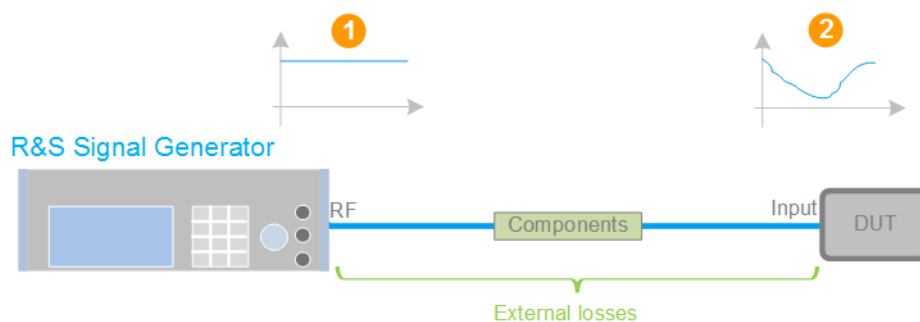 1
2
R&S Signal Generator
RF
Components
Input
DUT
External losses